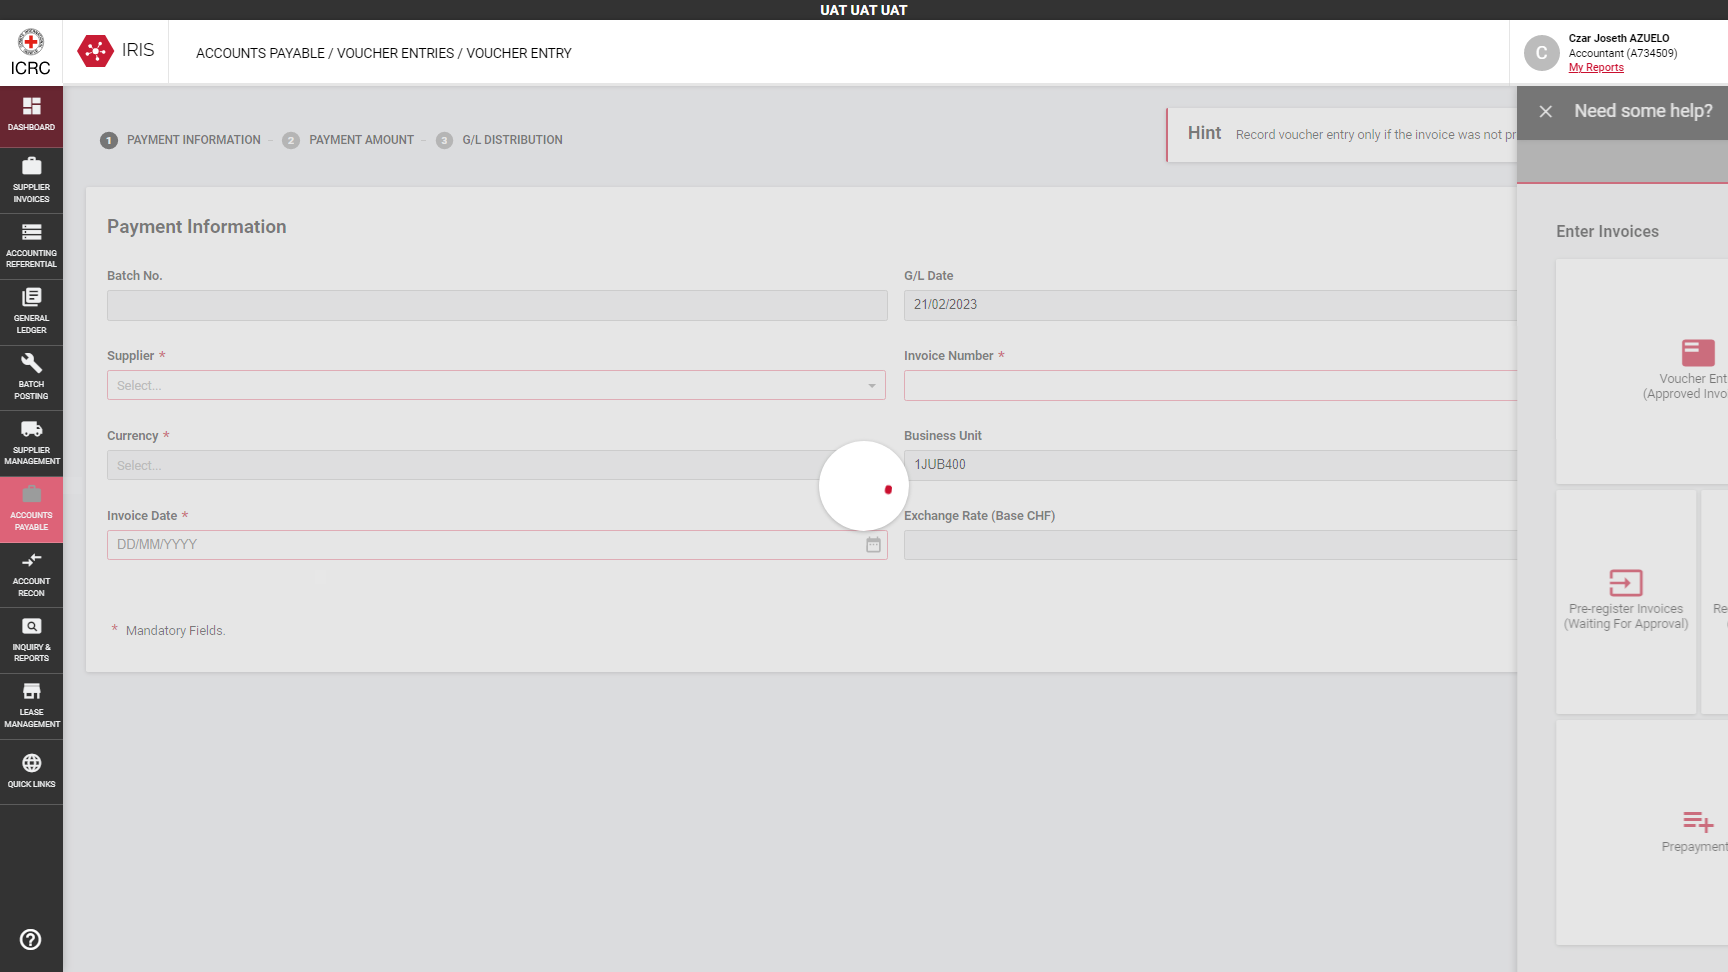 UAT UAT UAT
ICRC
IRIS
ACCOUNTS PAYABLE / VOUCHER ENTRIES / VOUCHER ENTRY
C
Czar Joseth AZUELO
Accountant (A734509)
My Reports
DASHBOARD
SUPPLIER
INVOICES
ACCOUNTING
REFERENTIAL
GENERAL
LEDGER
BATCH
POSTING
SUPPLIER
MANAGEMENT
ACCOUNTS
PAYABLE
ACCOUNT
RECON
INQUIRY &
REPORTS
LEASE
MANAGEMENT
QUICK LINKS
1 PAYMENT INFORMATION - 2 PAYMENT AMOUNT - 3 G/L DISTRIBUTION
Hint Record voucher entry only if the invoice was not pr
Payment Information
Batch No.
G/L Date
21/02/2023
Supplier *
Select...
Invoice Number *
Currency *
Select...
Business Unit
1JUB400
Invoice Date *
DD/MM/YYYY
Exchange Rate (Base CHF)
* Mandatory Fields.
Need some help?
Enter Invoices
Voucher Ent
(Approved Invo
Pre-register Invoices
(Waiting For Approval)
Re
Prepayment